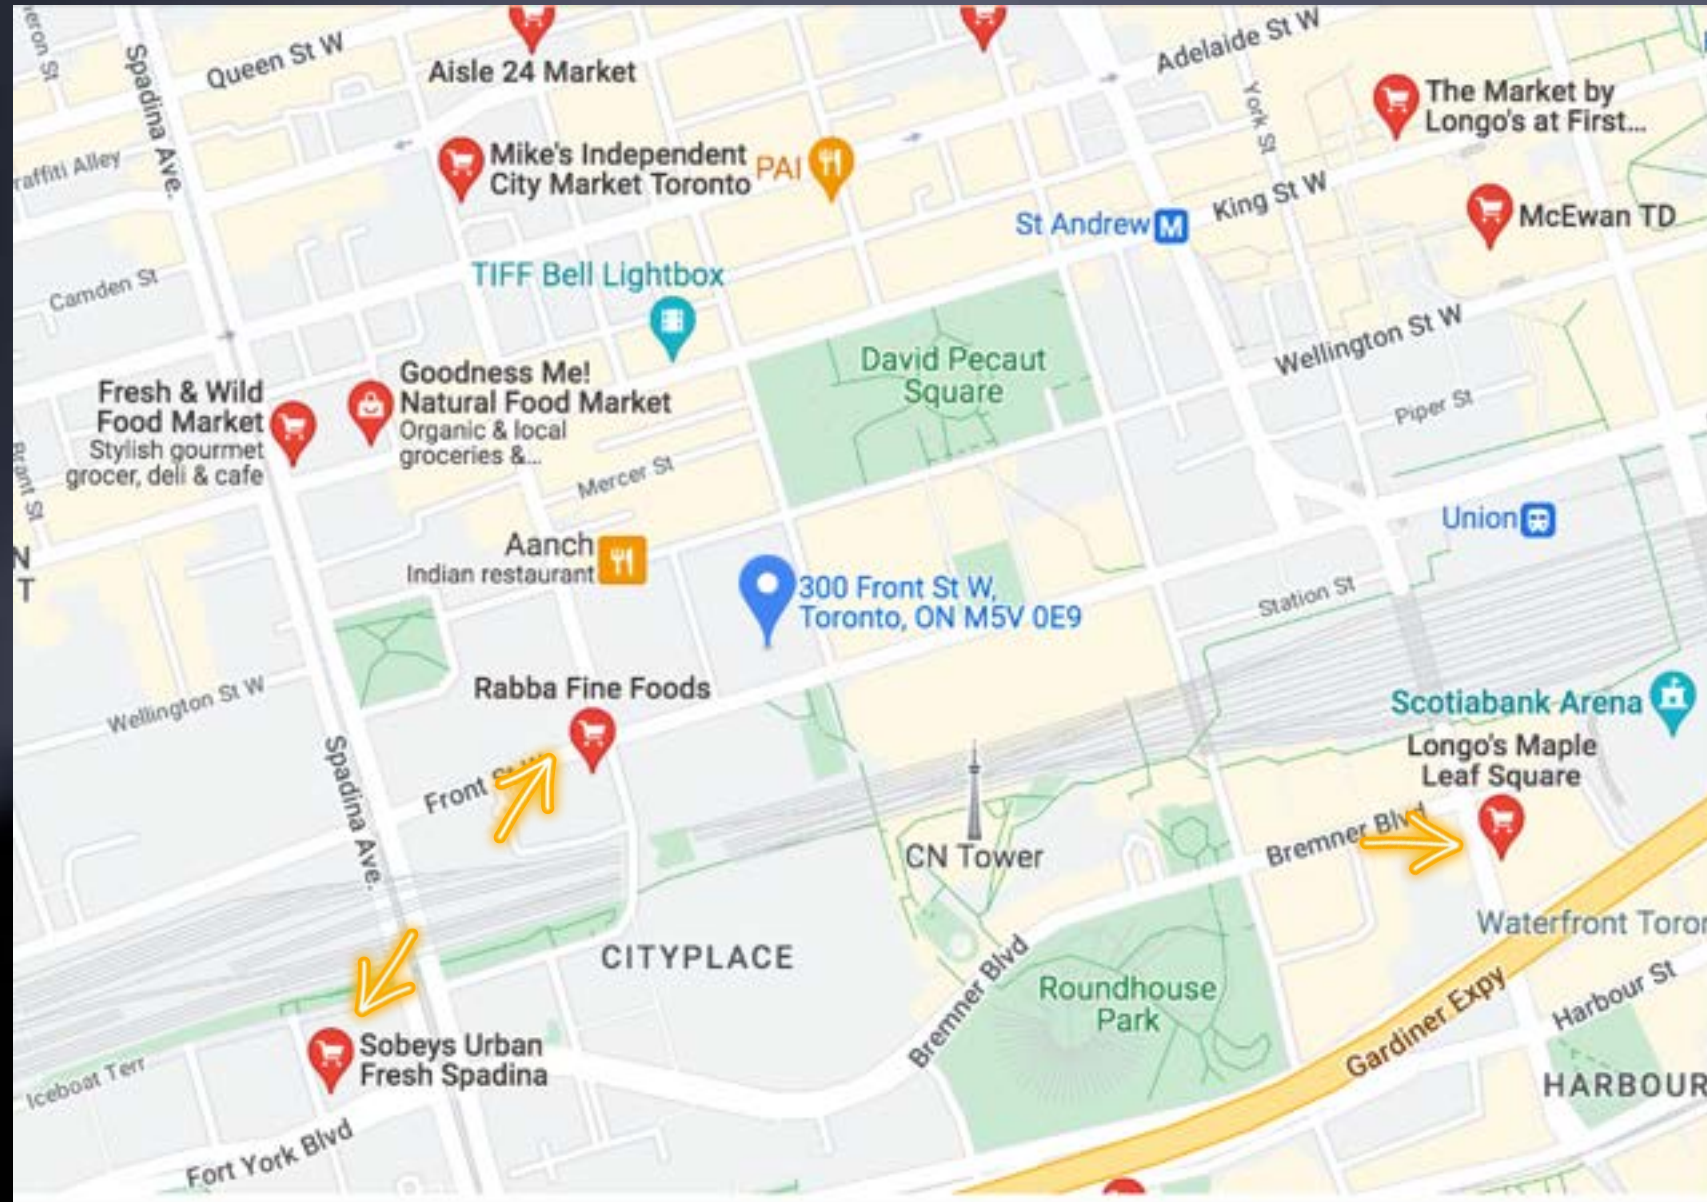 Queen St W
Spadina Ave.
Aisle 24 Market
Adelaide St W
York St
The Market by
Longo's at First...
Mike's Independent
City Market Toronto
PAI
King St W
St Andrew
M
McEwan TD
Camden St
TIFF Bell Lightbox
David Pecaut
Square
Wellington St W
Piper St
Fresh & Wild
Food Market
Stylish gourmet
grocer, deli & cafe
Goodness Me!
Natural Food Market
Organic & local
groceries &...
Mercer St
Brant St
Union
N
T
Aanch
Indian restaurant
300 Front St W,
Toronto, ON M5V 0E9
Station St
Wellington St W
Rabba Fine Foods
Scotiabank Arena
Longo's Maple
Leaf Square
Front St W
Spadina Ave.
Bremner Blvd
CN Tower
CITYPLACE
Waterfront Toron
Bremner Blvd
Roundhouse
Park
Gardiner Expy
Harbour St
Sobeys Urban
Fresh Spadina
Iceboat Terr
HARBOUR
Fort York Blvd